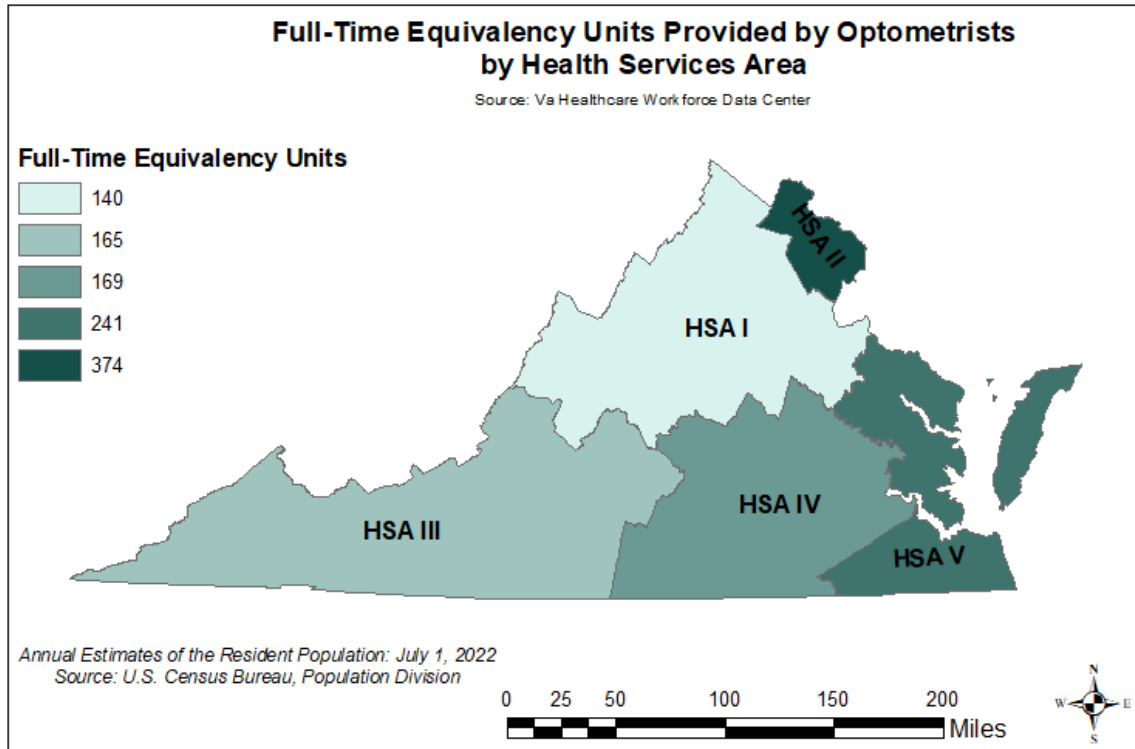 Full-Time Equivalency Units Provided by Optometrists
by Health Services Area
Source: Va Healthcare Workforce Data Center
Full-Time Equivalency Units
140
165
169
241
374
HSA II
HSA I
HSA IV
HSA III
HSA V
Annual Estimates of the Resident Population: July 1, 2022
Source: U.S. Census Bureau, Population Division
0 25 50 100 150 200
Miles
N
W E
S